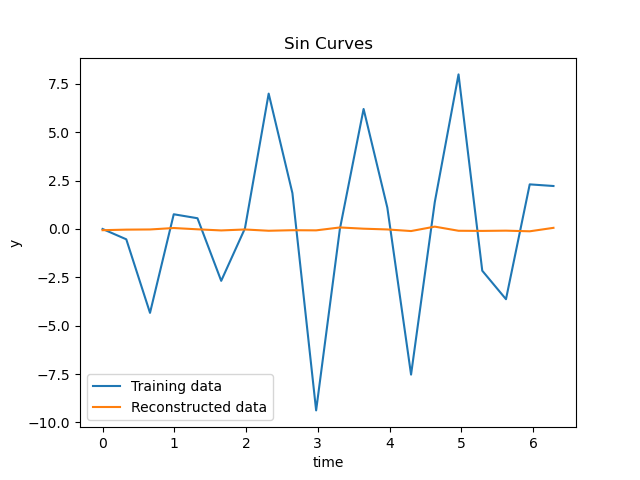 Sin Curves
7.5
5.0
2.5
0.0
−2.5
−5.0
−7.5
−10.0
y
Training data
Reconstructed data
0 1 2 3 4 5 6
time